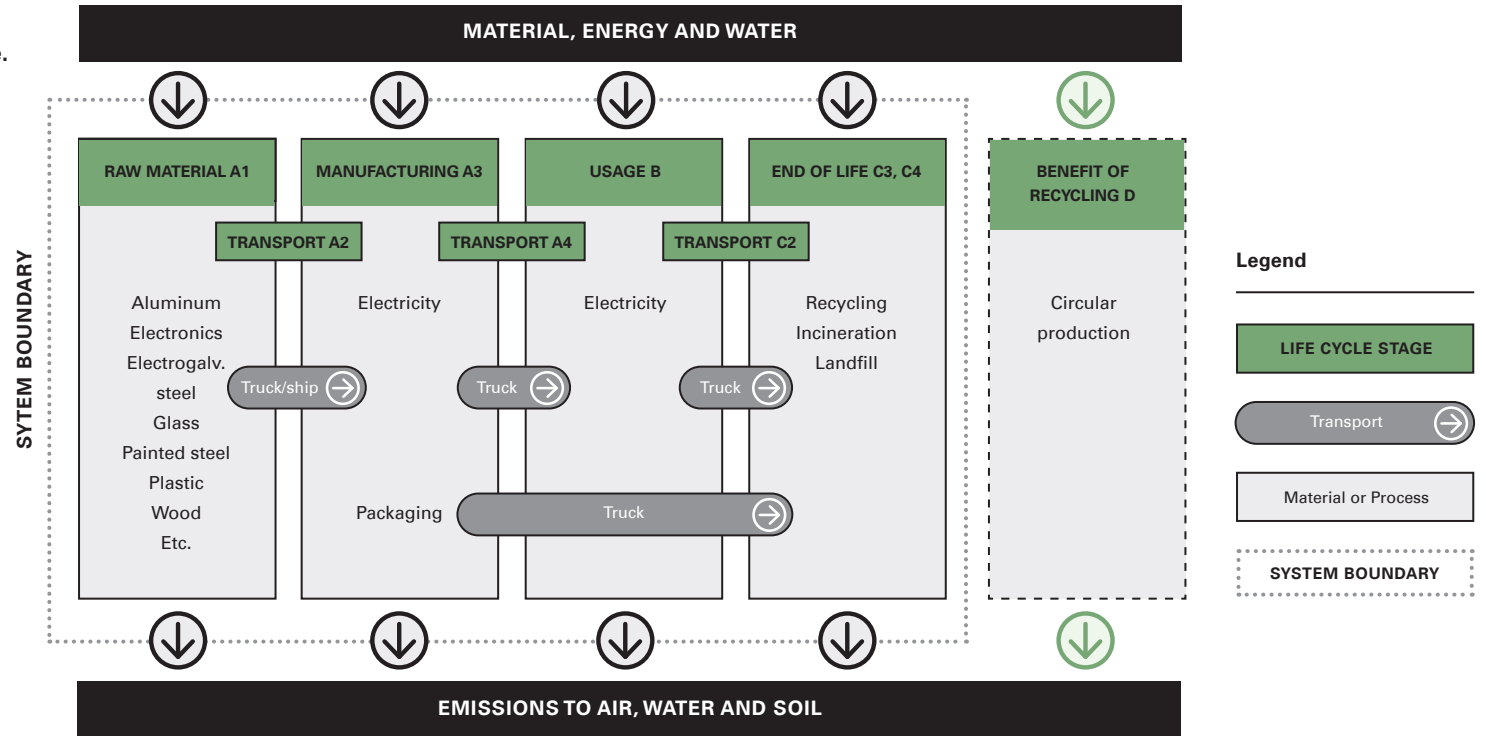 e.
MATERIAL, ENERGY AND WATER
SYTEM BOUNDARY
RAW MATERIAL A1
MANUFACTURING A3
USAGE B
END OF LIFE C3, C4
BENEFIT OF
RECYCLING D
TRANSPORT A2
TRANSPORT A4
TRANSPORT C2
Aluminum
Electronics
Electrogalv.
steel
Glass
Painted steel
Plastic
Wood
Etc.
Truck/ship
Electricity
Packaging
Truck
Truck
Electricity
Truck
Recycling
Incineration
Landfill
Circular
production
Legend
LIFE CYCLE STAGE
Transport
Material or Process
SYSTEM BOUNDARY
EMISSIONS TO AIR, WATER AND SOIL